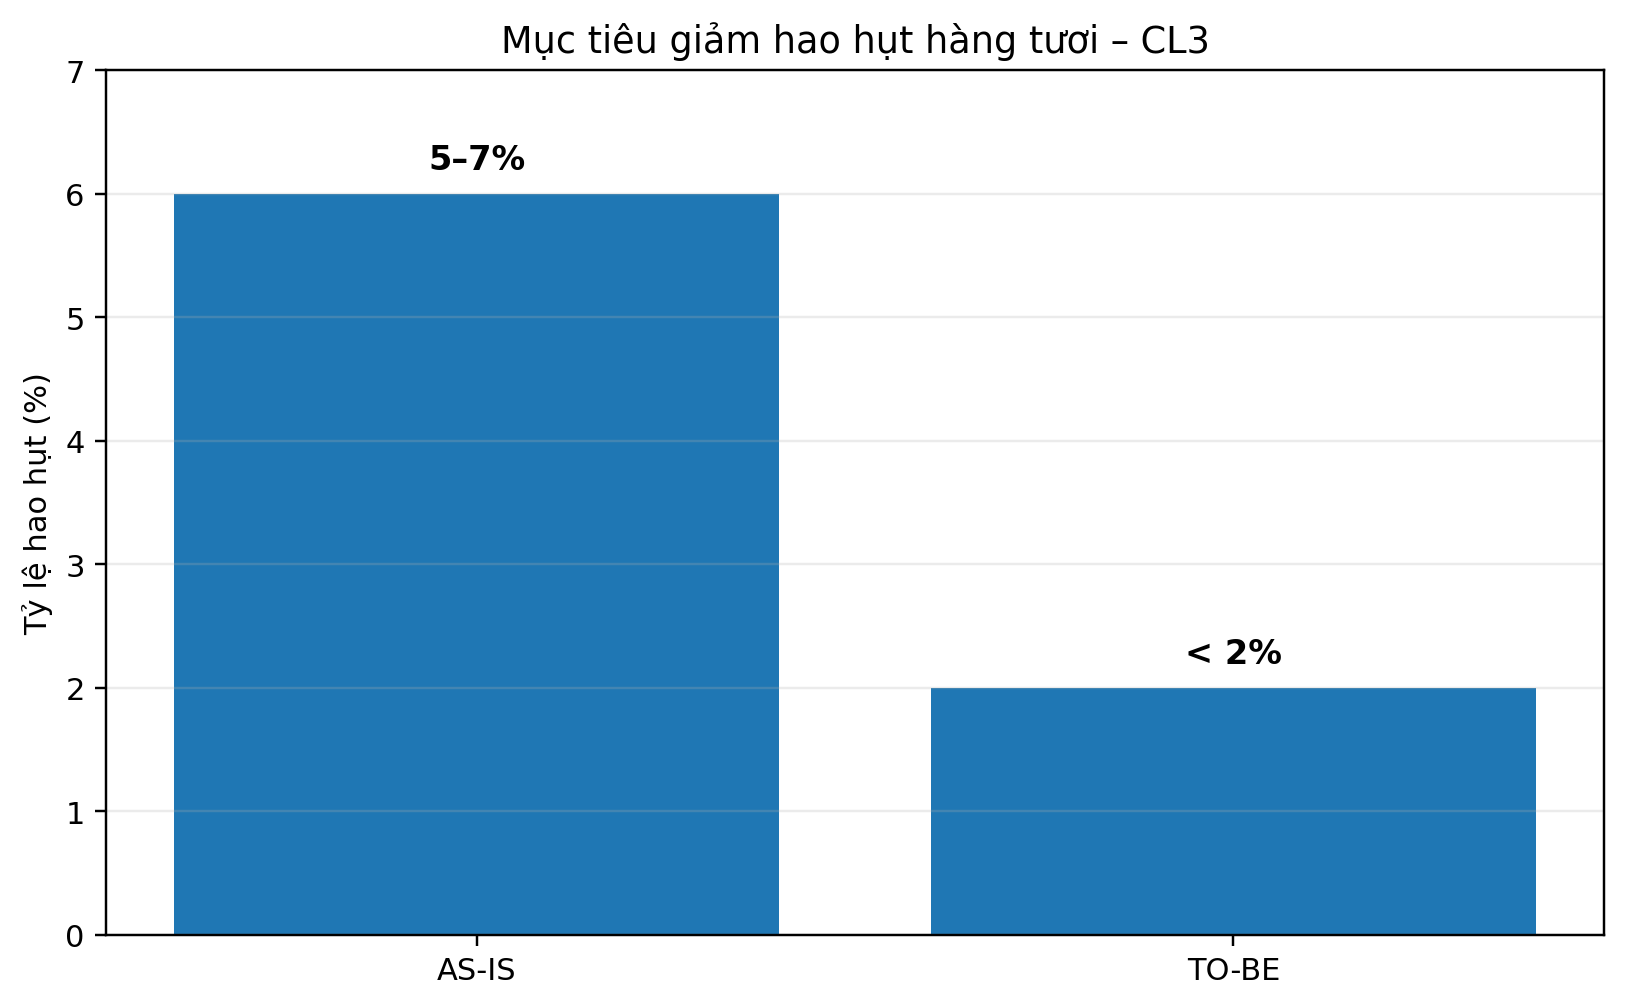 Mục tiêu giảm hao hụt hàng tươi – CL3
Tỷ lệ hao hụt (%)
7
6
5
4
3
2
1
0
5–7%
< 2%
AS-IS
TO-BE